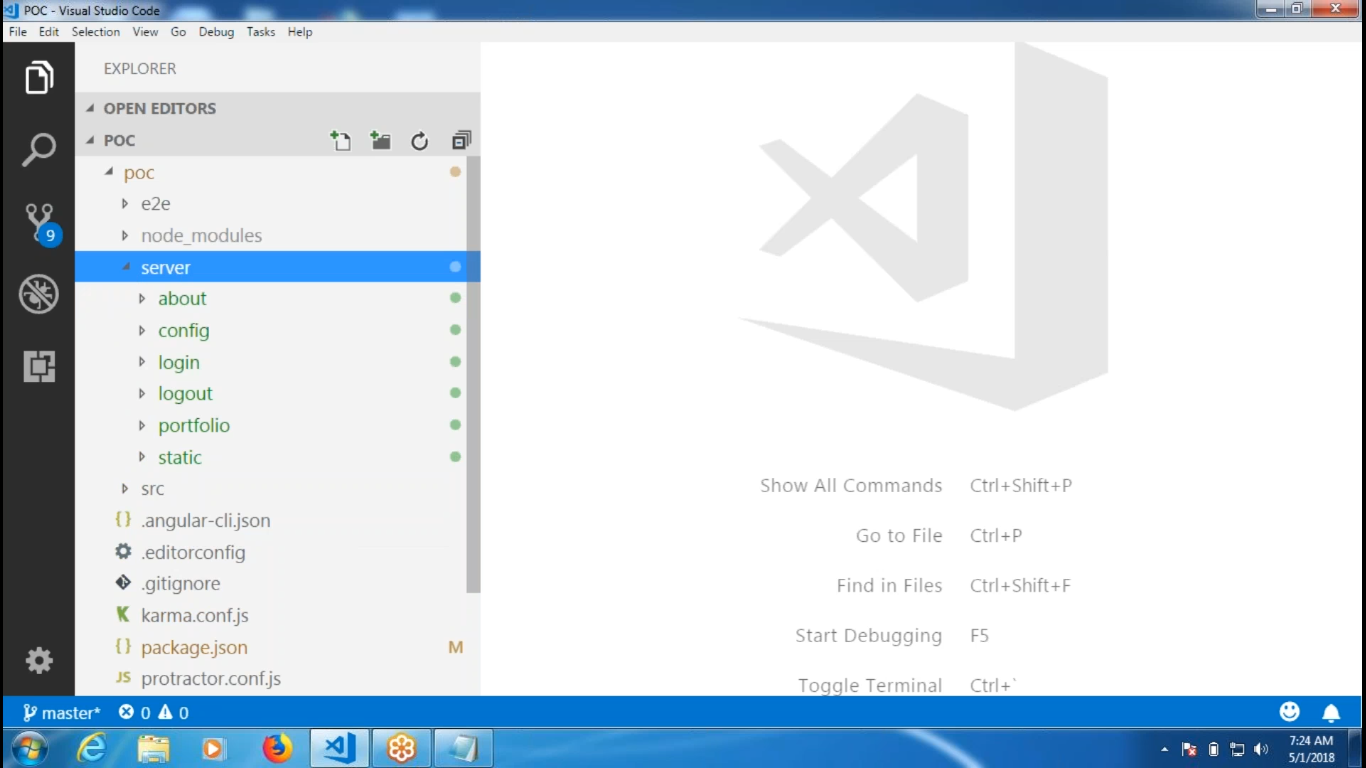 POC - Visual Studio Code
File Edit Selection View Go Debug Tasks Help
EXPLORER
OPEN EDITORS
POC
poc
e2e
node_modules
9
server
about
config
login
logout
portfolio
static
src
{} .angular-cli.json
.editorconfig
.gitignore
K karma.conf.js
{} package.json M
JS protractor.conf.js
Show All Commands Ctrl+Shift+P
Go to File Ctrl+P
Find in Files Ctrl+Shift+F
Start Debugging F5
Toggle Terminal Ctrl+`
master* 0 0
7:24 AM
5/1/2018